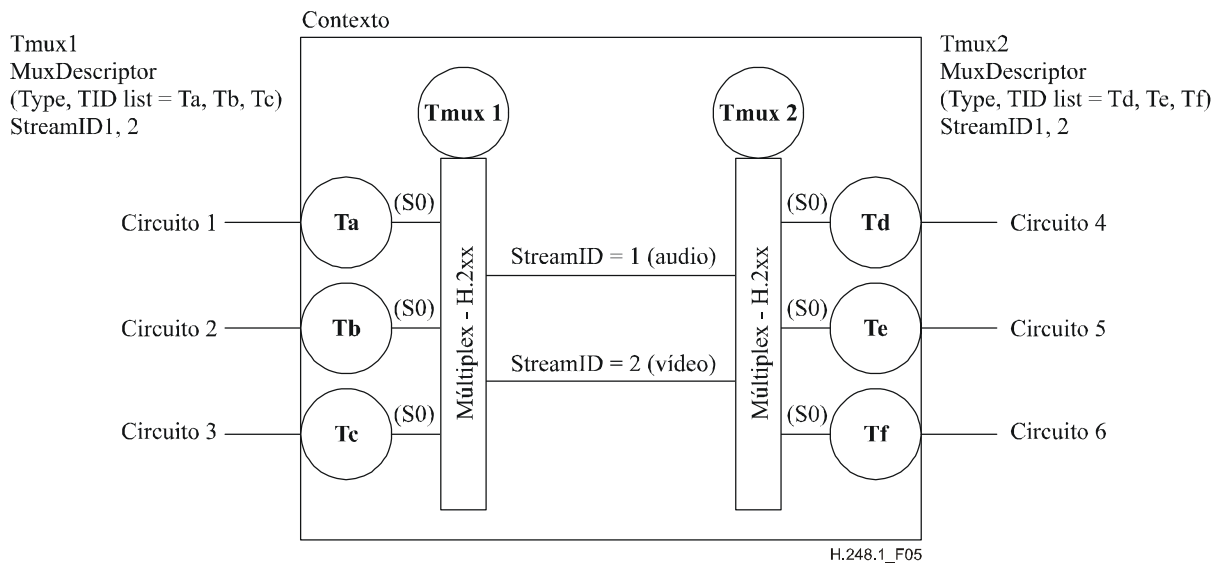 Contexto
Tmux1
MuxDescriptor
(Type, TID list = Ta, Tb, Tc)
StreamID1, 2
Tmux2
MuxDescriptor
(Type, TID list = Td, Te, Tf)
StreamID1, 2
Tmux 1
Tmux 2
Circuito 1
Ta
(S0)
(S0)
Td
Circuito 4
StreamID = 1 (audio)
Circuito 2
Tb
(S0)
Múltiplex - H.2xx
Múltiplex - H.2xx
(S0)
Te
Circuito 5
StreamID = 2 (vídeo)
Circuito 3
Tc
(S0)
(S0)
Tf
Circuito 6
H.248.1_F05